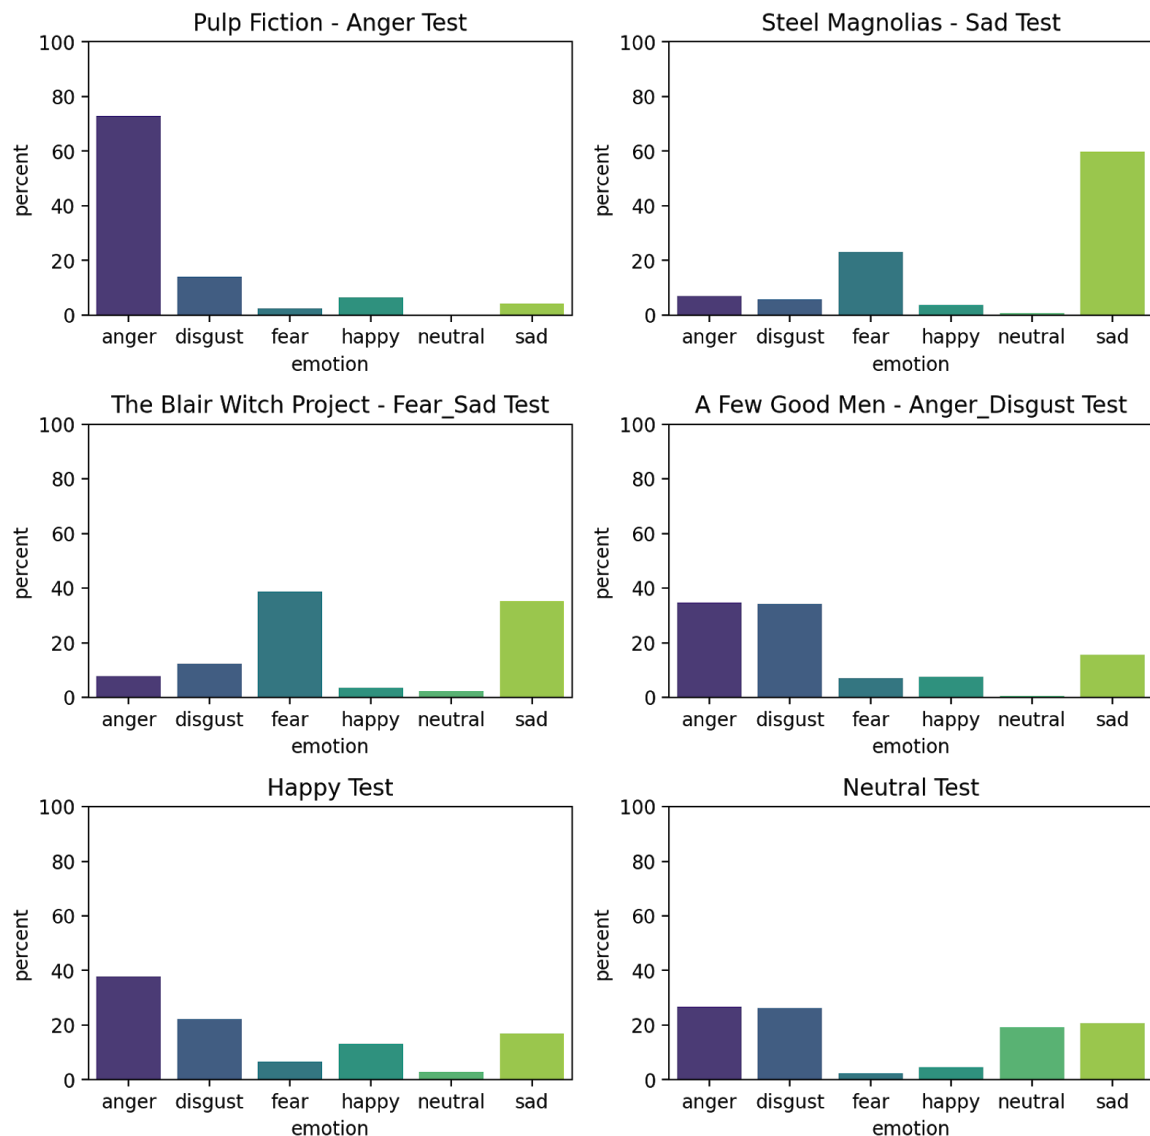 Pulp Fiction - Anger Test
100
80
60
40
20
0
percent
anger disgust fear happy neutral sad
emotion
Steel Magnolias - Sad Test
100
80
60
40
20
0
percent
anger disgust fear happy neutral sad
emotion
The Blair Witch Project - Fear_Sad Test
100
80
60
40
20
0
percent
anger disgust fear happy neutral sad
emotion
A Few Good Men - Anger_Disgust Test
100
80
60
40
20
0
percent
anger disgust fear happy neutral sad
emotion
Happy Test
100
80
60
40
20
0
percent
anger disgust fear happy neutral sad
emotion
Neutral Test
100
80
60
40
20
0
percent
anger disgust fear happy neutral sad
emotion